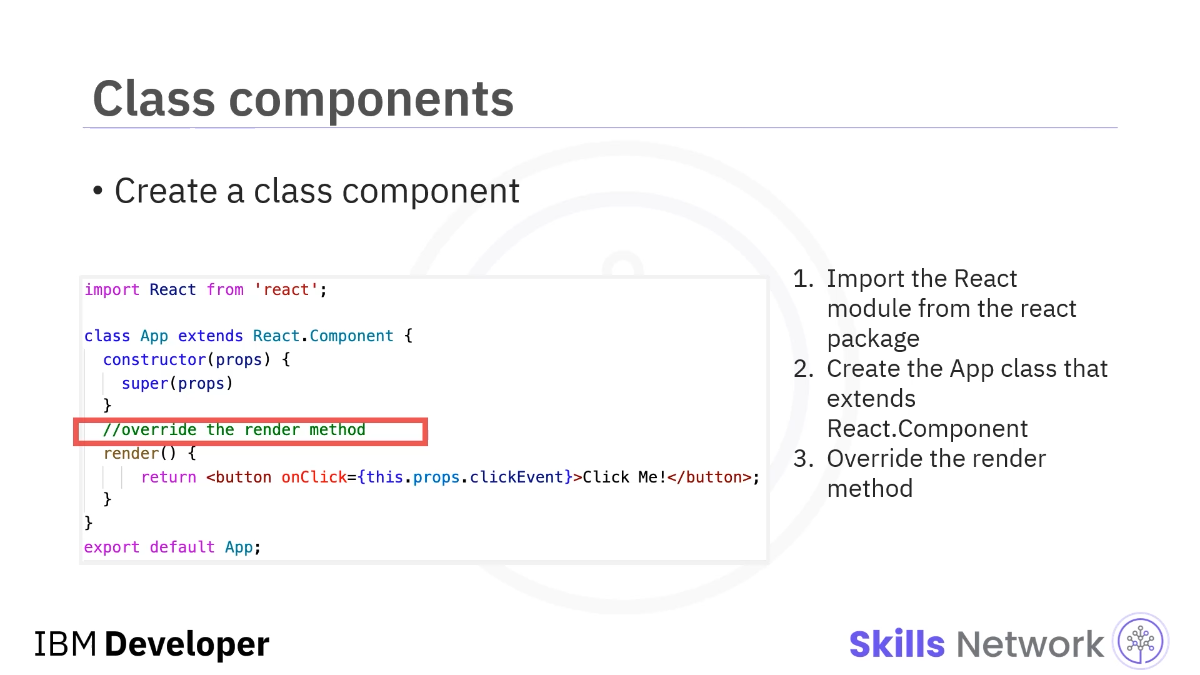 Class components
• Create a class component
import React from 'react';
class App extends React.Component {
constructor(props) {
super(props)
}
//override the render method
render() {
return <button onClick={this.props.clickEvent}>Click Me!</button>;
}
}
export default App;
1. Import the React
module from the react
package
2. Create the App class that
extends
React.Component
3. Override the render
method
IBM Developer
Skills Network